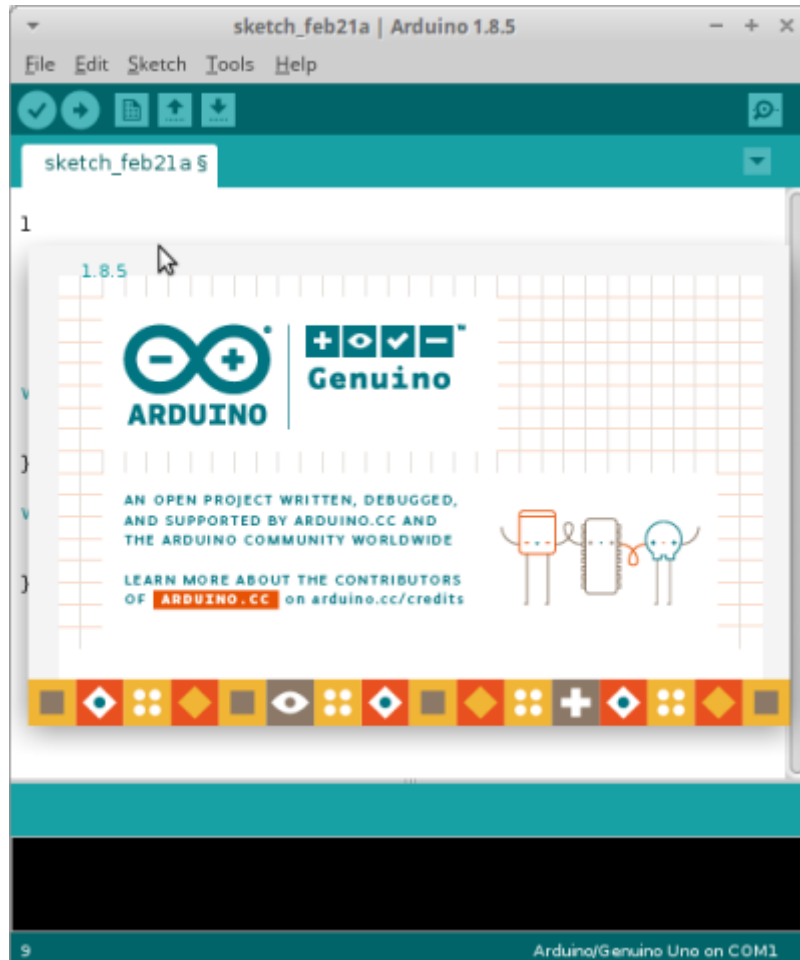 sketch_feb21a | Arduino 1.8.5
File Edit Sketch Tools Help
sketch_feb21a §
l
1.8.5
ARDUINO
Genuino™
v
}
v
}
AN OPEN PROJECT WRITTEN, DEBUGGED,
AND SUPPORTED BY ARDUINO.CC AND
THE ARDUINO COMMUNITY WORLDWIDE
LEARN MORE ABOUT THE CONTRIBUTORS
OF ARDUINO.CC on arduino.cc/credits
9
Arduino/Genuino Uno on COM1